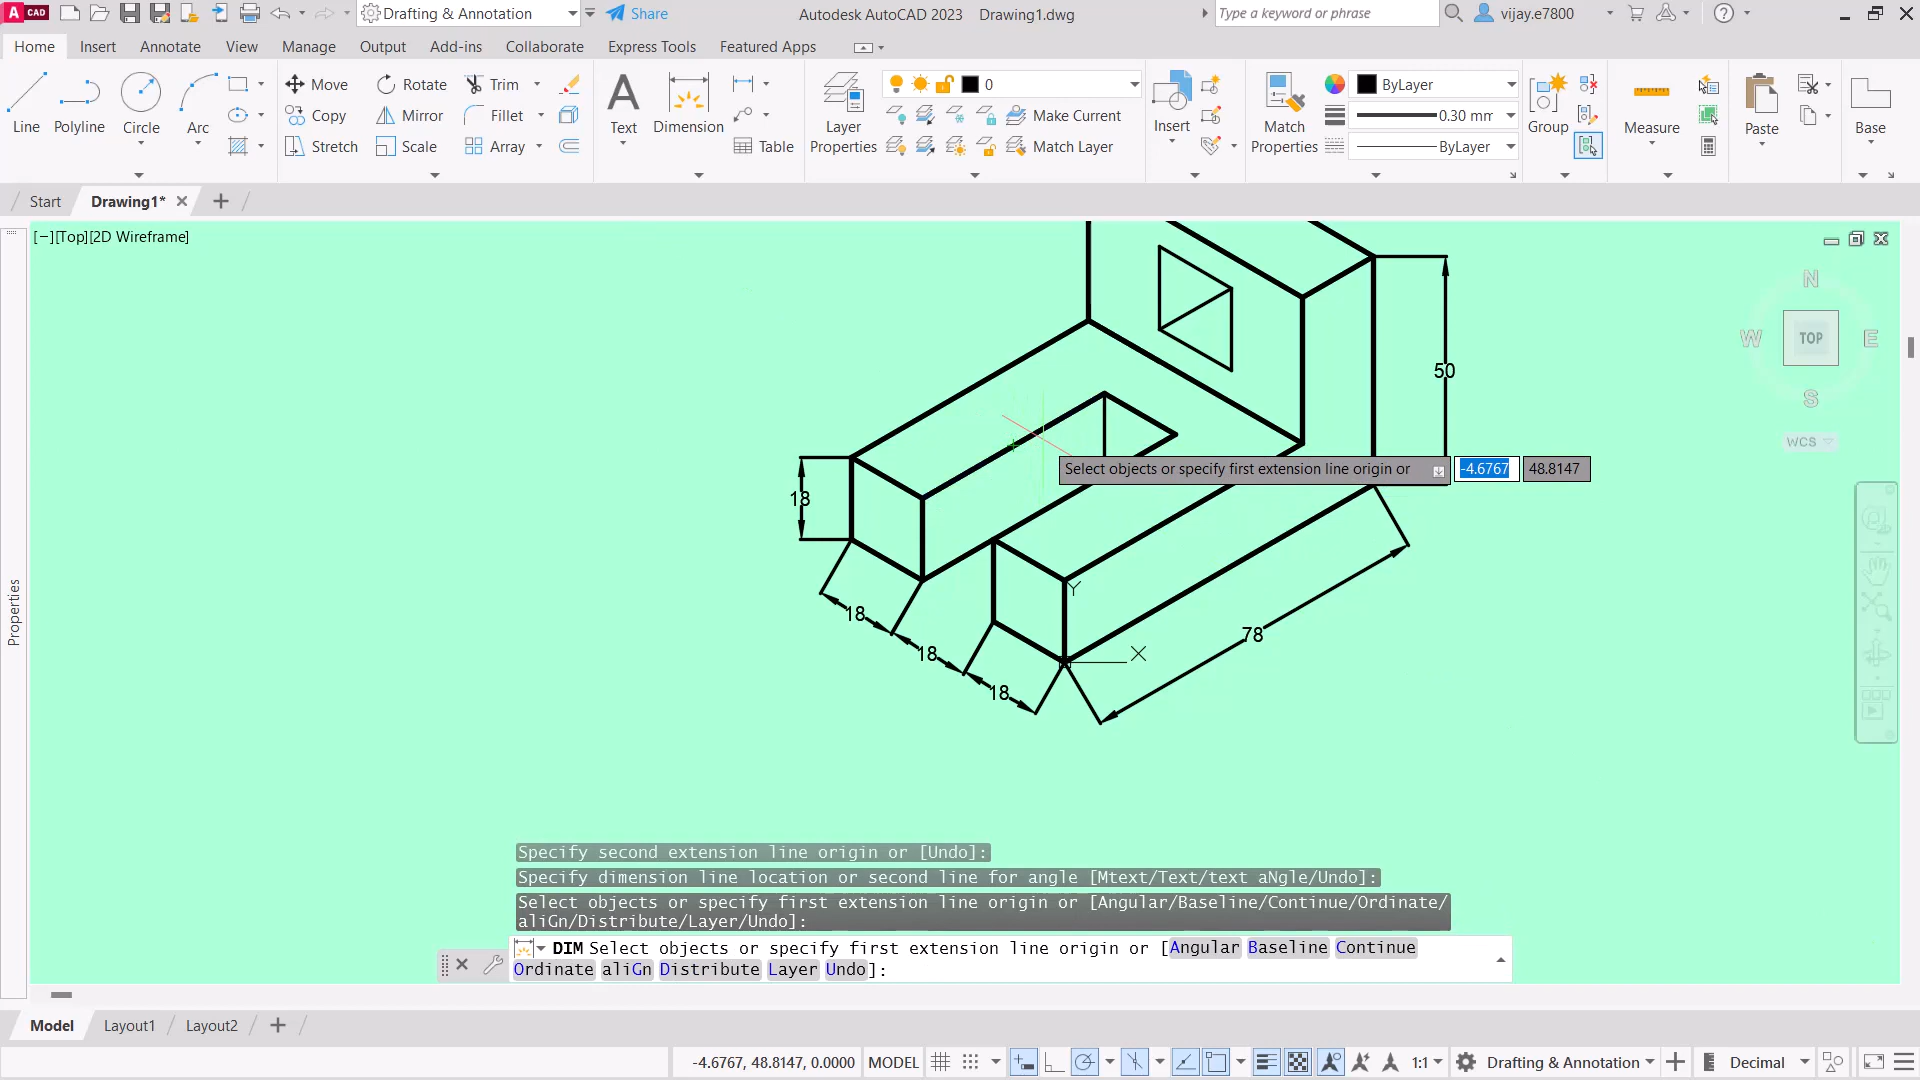 A CAD
Drafting & Annotation
Share
Autodesk AutoCAD 2023 Drawing1.dwg
Type a keyword or phrase
vijay.e7800
?
Home Insert Annotate View Manage Output Add-ins Collaborate Express Tools Featured Apps
Line
Polyline
Circle
Arc
Move Rotate Trim
Copy Mirror Fillet
Stretch Scale Array
A
Text
Dimension
Table
Layer
Properties
0
Make Current
Match Layer
Insert
Match
Properties
ByLayer
0.30 mm
ByLayer
Group
Measure
Paste
Base
Start Drawing1*
[−][Top][2D Wireframe]
N
W TOP E
S
WCS
50
Select objects or specify first extension line origin or -4.6767 48.8147
18
Y
18
18
18
X
78
Properties
Specify second extension line origin or [Undo]:
Specify dimension line location or second line for angle [Mtext/Text/text aNgle/Undo]:
Select objects or specify first extension line origin or [Angular/Baseline/Continue/Ordinate/
aliGn/Distribute/Layer/Undo]:
DIM Select objects or specify first extension line origin or [Angular Baseline Continue
Ordinate aliGn Distribute Layer Undo]:
Model Layout1 Layout2
-4.6767, 48.8147, 0.0000 MODEL 1:1 Drafting & Annotation Decimal